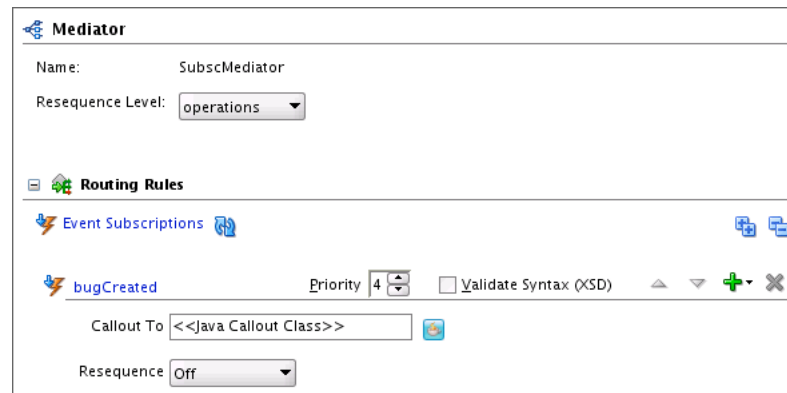 Mediator
Name: SubscMediator
Resequence Level: operations
Routing Rules
Event Subscriptions
bugCreated Priority 4 Validate Syntax (XSD)
Callout To <<Java Callout Class>>
Resequence Off